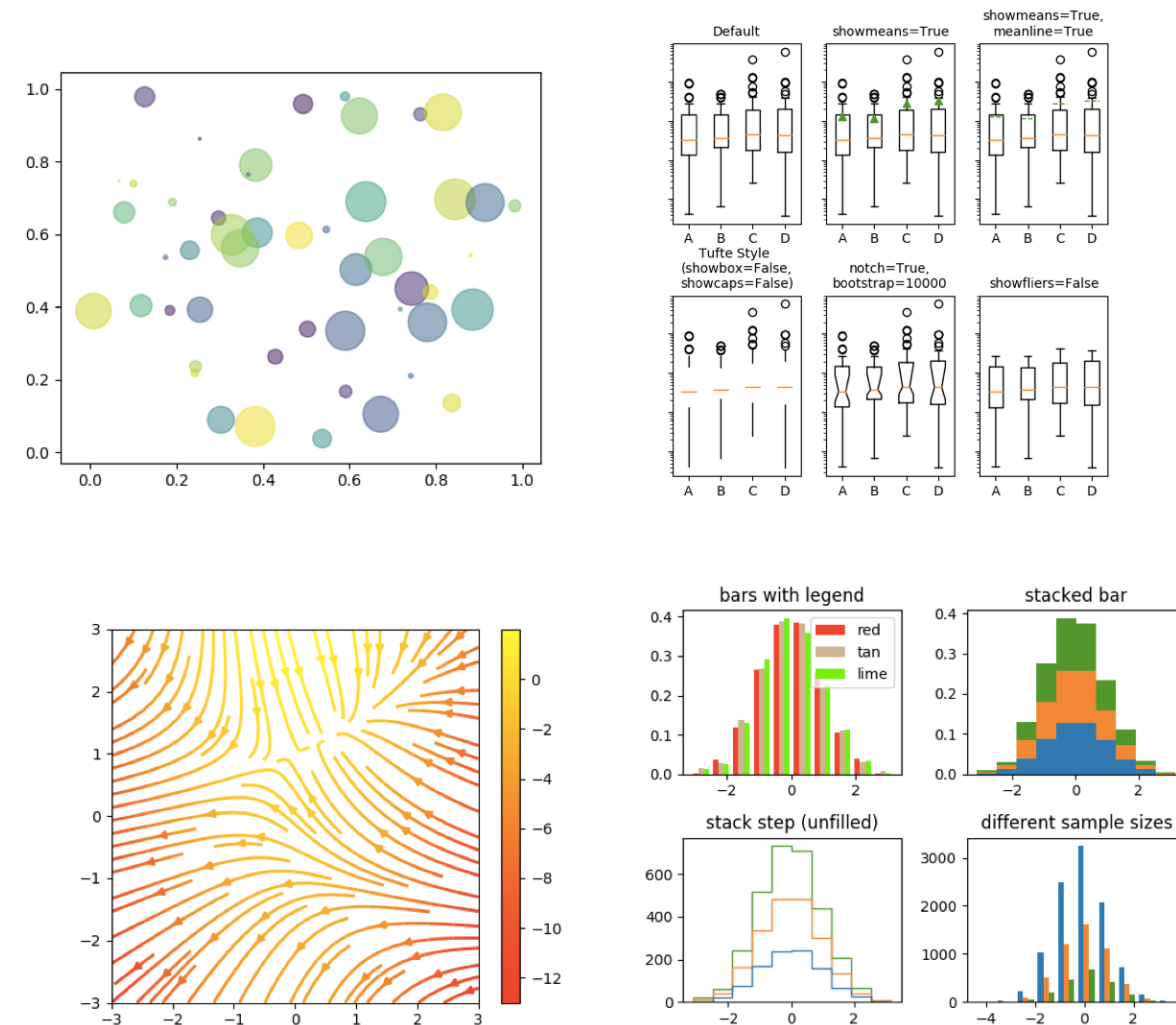 1.0
0.8
0.6
0.4
0.2
0.0
0.0 0.2 0.4 0.6 0.8 1.0
Default
showmeans=True
showmeans=True,
meanline=True
A B C D
A B C D
A B C D
Tufte Style
(showbox=False,
showcaps=False)
notch=True,
bootstrap=10000
showfliers=False
A B C D
A B C D
A B C D
3
2
1
0
−1
−2
−3
−3 −2 −1 0 1 2 3
0
−2
−4
−6
−8
−10
−12
bars with legend
0.4
0.3
0.2
0.1
0.0
−2 0 2
red
tan
lime
stacked bar
0.4
0.3
0.2
0.1
0.0
−2 0 2
stack step (unfilled)
600
400
200
0
−2 0 2
different sample sizes
3000
2000
1000
0
−4 −2 0 2